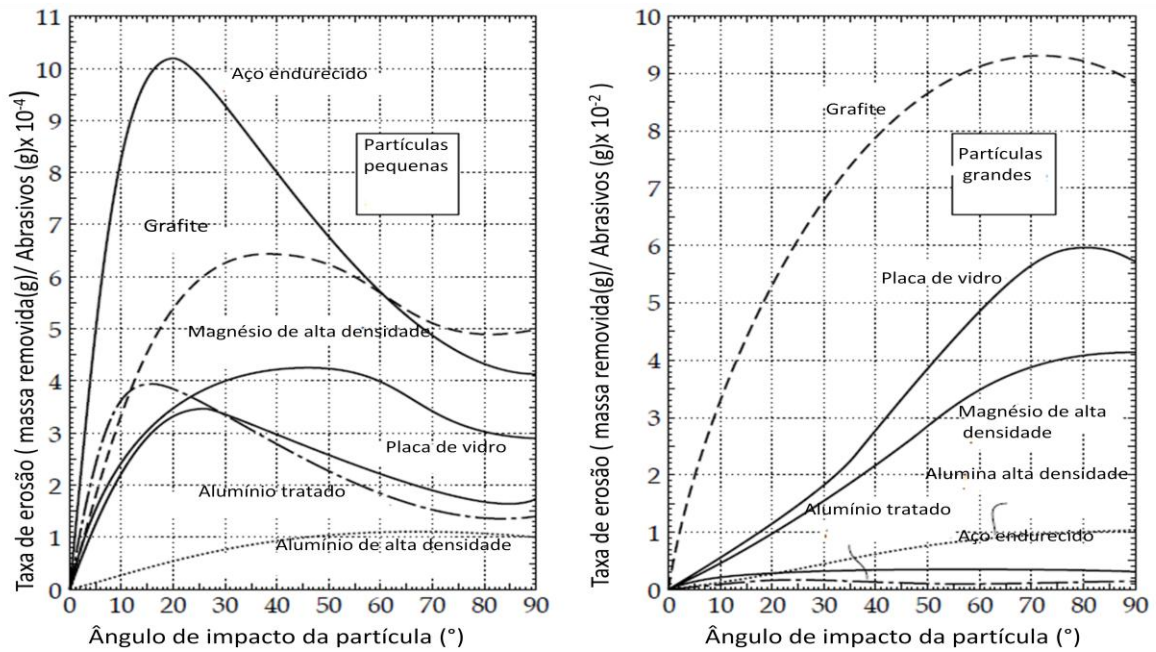 Taxa de erosão ( massa removida(g)/ Abrasivos (g)x 10-4)
11
10
9
8
7
6
5
4
3
2
1
0
Aço endurecido
Partículas
pequenas
Grafite
Magnésio de alta densidade
Placa de vidro
Alumínio tratado
Alumínio de alta densidade
0 10 20 30 40 50 60 70 80 90
Ângulo de impacto da partícula (°)
Taxa de erosão ( massa removida(g)/ Abrasivos (g)x 10-2)
10
9
8
7
6
5
4
3
2
1
0
Grafite
Partículas
grandes
Placa de vidro
Magnésio de alta
densidade
Alumina alta densidade
Alumínio tratado
Aço endurecido
0 10 20 30 40 50 60 70 80 90
Ângulo de impacto da partícula (°)